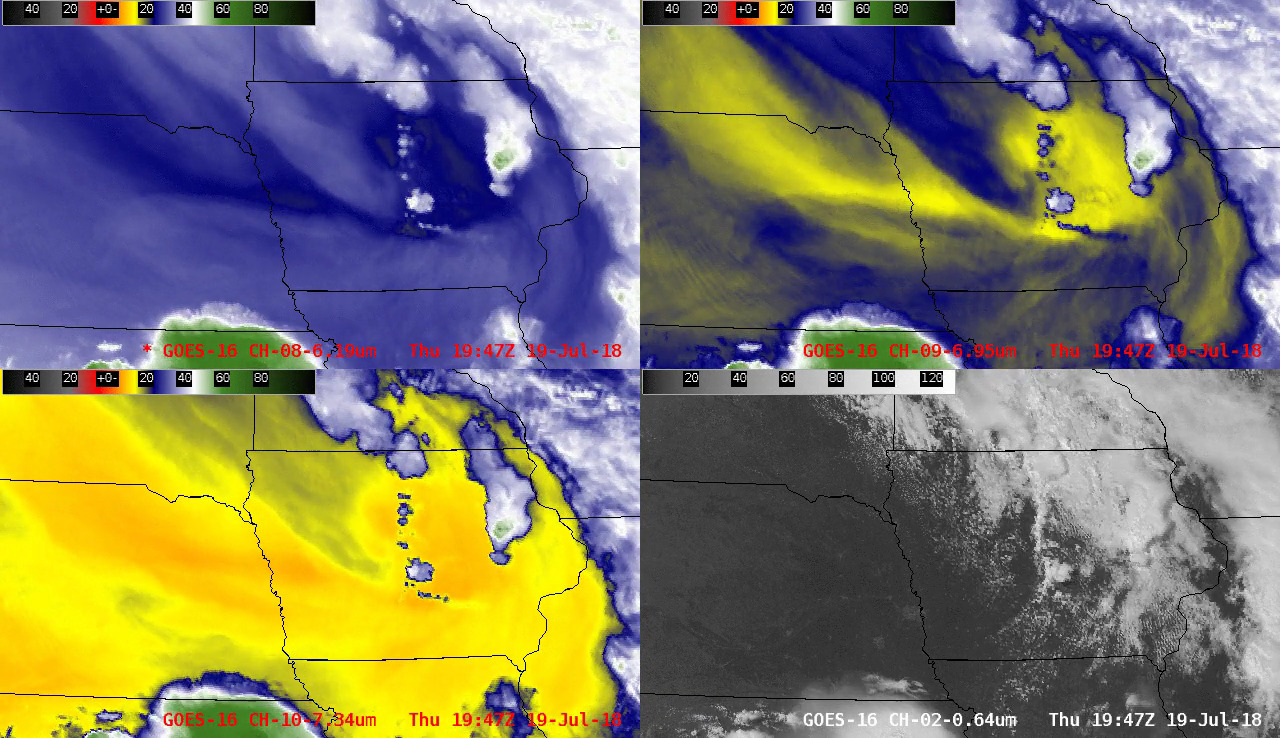 40 20 +0- 20 40 60 80
40 20 +0- 20 40 60 80
* GOES-16 CH-08-6.19um Thu 19:47Z 19-Jul-18
GOES-16 CH-09-6.95um Thu 19:47Z 19-Jul-18
40 20 +0- 20 40 60 80
20 40 60 80 100 120
GOES-16 CH-10-7.34um Thu 19:47Z 19-Jul-18
GOES-16 CH-02-0.64um Thu 19:47Z 19-Jul-18